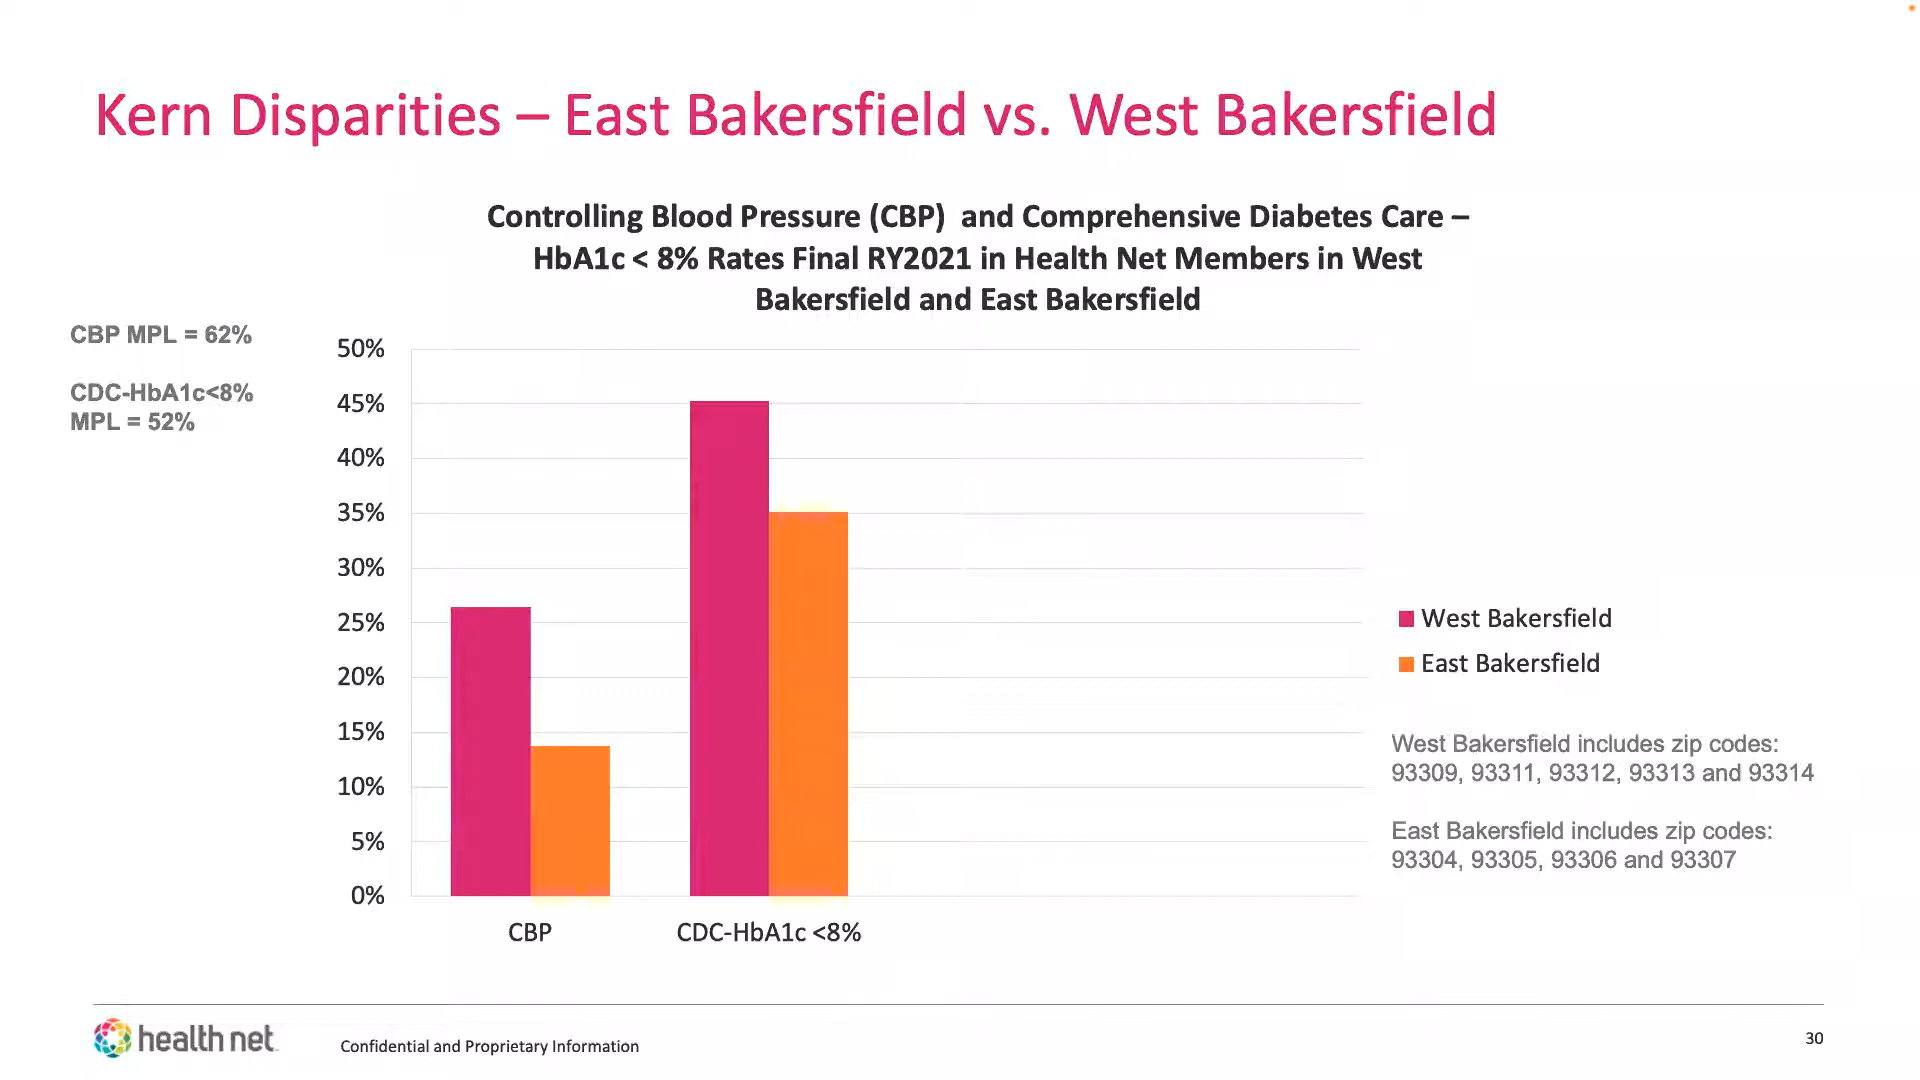 Kern Disparities – East Bakersfield vs. West Bakersfield
Controlling Blood Pressure (CBP) and Comprehensive Diabetes Care –
HbA1c < 8% Rates Final RY2021 in Health Net Members in West
Bakersfield and East Bakersfield
CBP MPL = 62%
CDC-HbA1c<8%
MPL = 52%
50%
45%
40%
35%
30%
25%
20%
15%
10%
5%
0%
CBP
CDC-HbA1c <8%
West Bakersfield
East Bakersfield
West Bakersfield includes zip codes:
93309, 93311, 93312, 93313 and 93314
East Bakersfield includes zip codes:
93304, 93305, 93306 and 93307
health net
Confidential and Proprietary Information
30